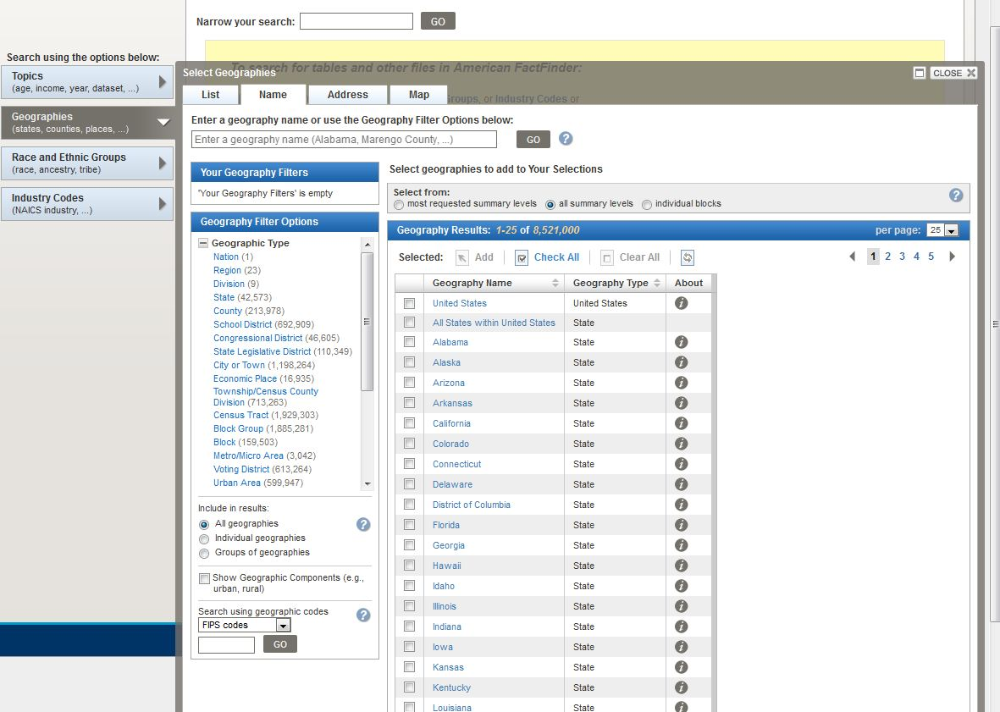 Narrow your search:
GO
Search using the options below:
Topics
(age, income, year, dataset, ...)
Geographies
(states, counties, places, ...)
Race and Ethnic Groups
(race, ancestry, tribe)
Industry Codes
(NAICS industry, ...)
To search for tables and other files in American FactFinder:
Select Geographies
CLOSE
List
Name
Address
Map
Groups, or Industry Codes or
Enter a geography name or use the Geography Filter Options below:
Enter a geography name (Alabama, Marengo County, ...)
GO
?
Your Geography Filters
'Your Geography Filters' is empty
Geography Filter Options
Geographic Type
Nation (1)
Region (23)
Division (9)
State (42,573)
County (213,978)
School District (692,909)
Congressional District (46,605)
State Legislative District (110,349)
City or Town (1,198,264)
Economic Place (16,935)
Township/Census County
Division (713,263)
Census Tract (1,929,303)
Block Group (1,885,281)
Block (159,503)
Metro/Micro Area (3,042)
Voting District (613,264)
Urban Area (599,947)
Include in results:
All geographies
?
Individual geographies
Groups of geographies
Show Geographic Components (e.g.,
urban, rural)
Search using geographic codes
?
FIPS codes
GO
Select geographies to add to Your Selections
Select from:
?
most requested summary levels
all summary levels
individual blocks
Geography Results: 1-25 of 8,521,000
per page: 25
Selected: Add Check All Clear All
1 2 3 4 5
Geography Name Geography Type About
United States United States i
All States within United States State
Alabama State i
Alaska State i
Arizona State i
Arkansas State i
California State i
Colorado State i
Connecticut State i
Delaware State i
District of Columbia State i
Florida State i
Georgia State i
Hawaii State i
Idaho State i
Illinois State i
Indiana State i
Iowa State i
Kansas State i
Kentucky State i
Louisiana State i